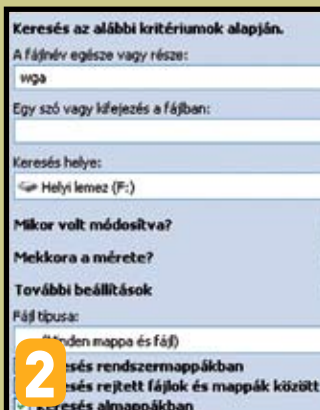 Keresés az alábbi kritériumok alapján.
A fájlnév egésze vagy része:
wga
Egy szó vagy kifejezés a fájlban:
Keresés helye:
Helyi lemez (F:)
Mikor volt módosítva?
Mekkora a mérete?
További beállítások
Fájl típusa:
(Minden mappa és fájl)
esés rendszermappákban
esés rejtett fájlok és mappák között
Keresés almappákban
2